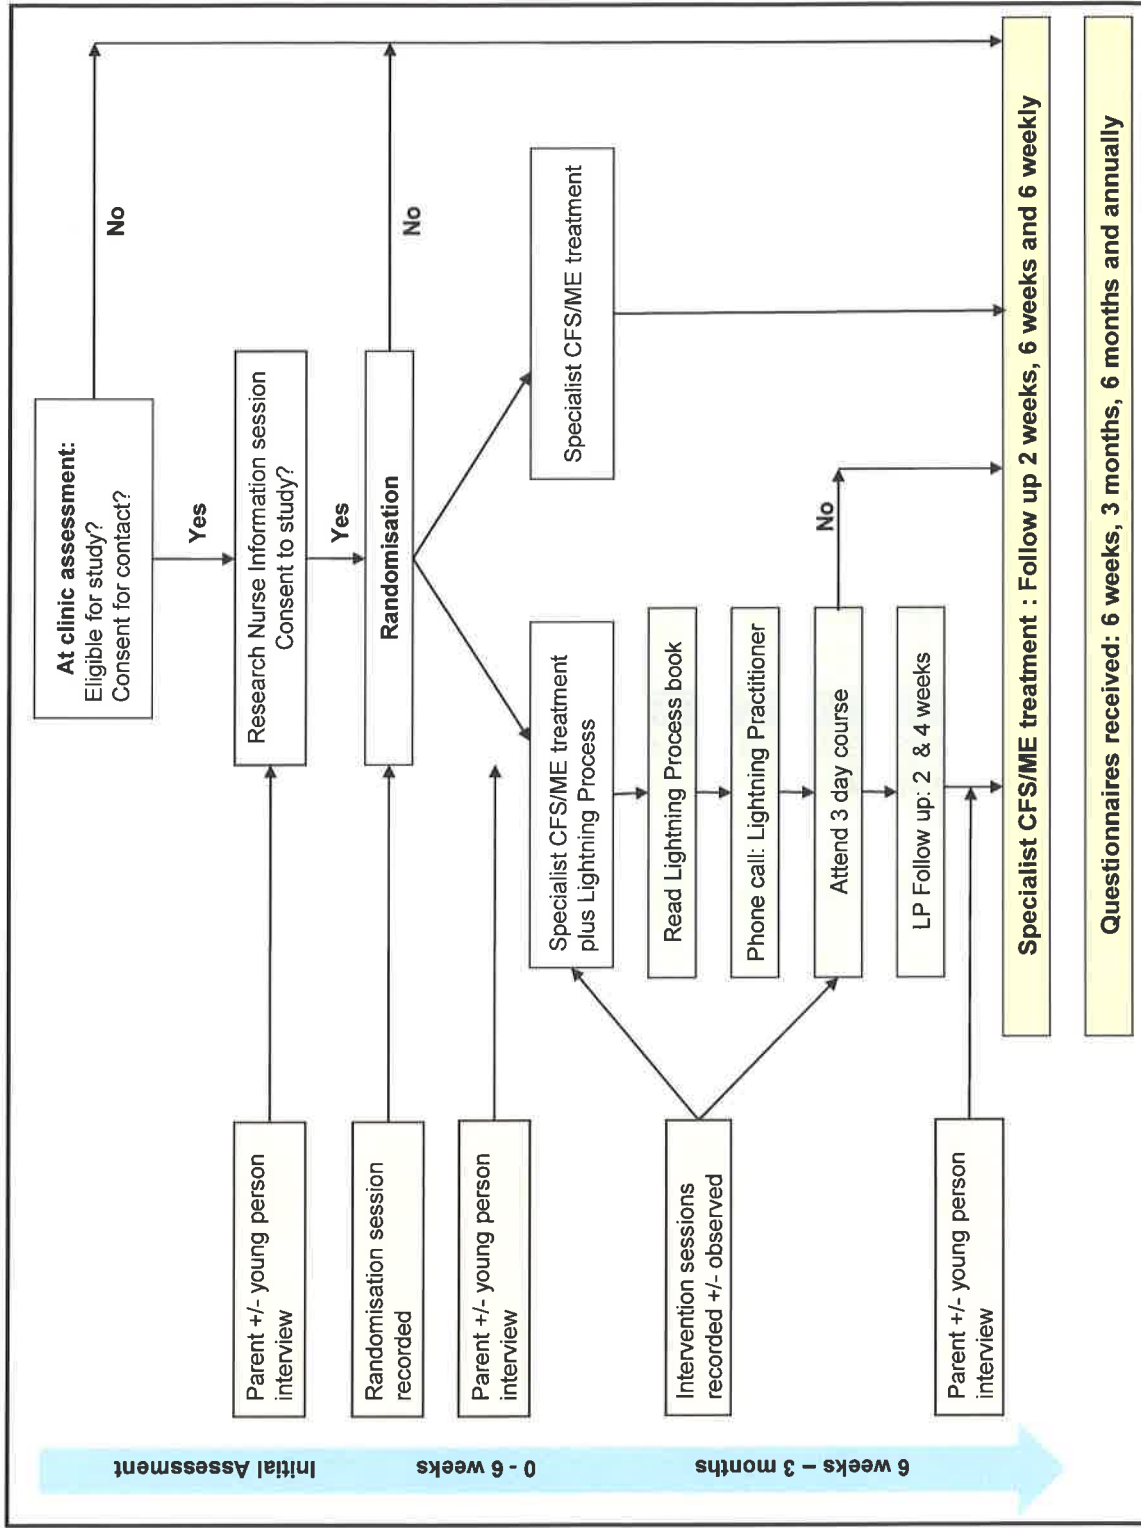 At clinic assessment:
Eligible for study?
Consent for contact?
No
Yes
Parent +/- young person
interview
Research Nurse Information session
Consent to study?
Yes
Randomisation session
recorded
Randomisation
No
Parent +/- young person
interview
Specialist CFS/ME treatment
plus Lightning Process
Specialist CFS/ME treatment
Read Lightning Process book
Intervention sessions
recorded +/- observed
Phone call: Lightning Practitioner
Attend 3 day course
No
LP Follow up: 2 & 4 weeks
Parent +/- young person
interview
Specialist CFS/ME treatment : Follow up 2 weeks, 6 weeks and 6 weekly
Questionnaires received: 6 weeks, 3 months, 6 months and annually
Initial Assessment
0 - 6 weeks
6 weeks – 3 months